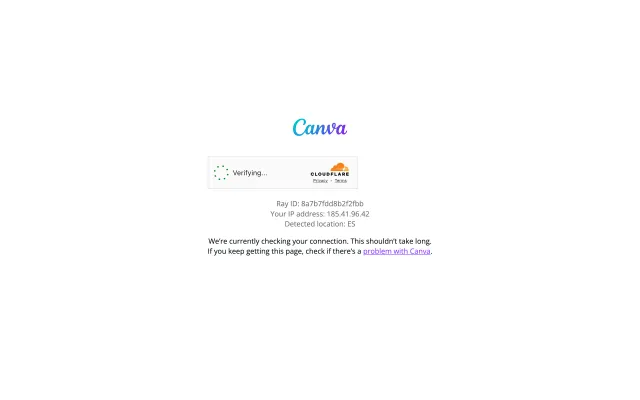 Canva
Verifying...
CLOUDFLARE
Privacy • Terms
Ray ID: 8a7b7fdd8b2f2fbb
Your IP address: 185.41.96.42
Detected location: ES
We're currently checking your connection. This shouldn't take long.
If you keep getting this page, check if there's a problem with Canva.